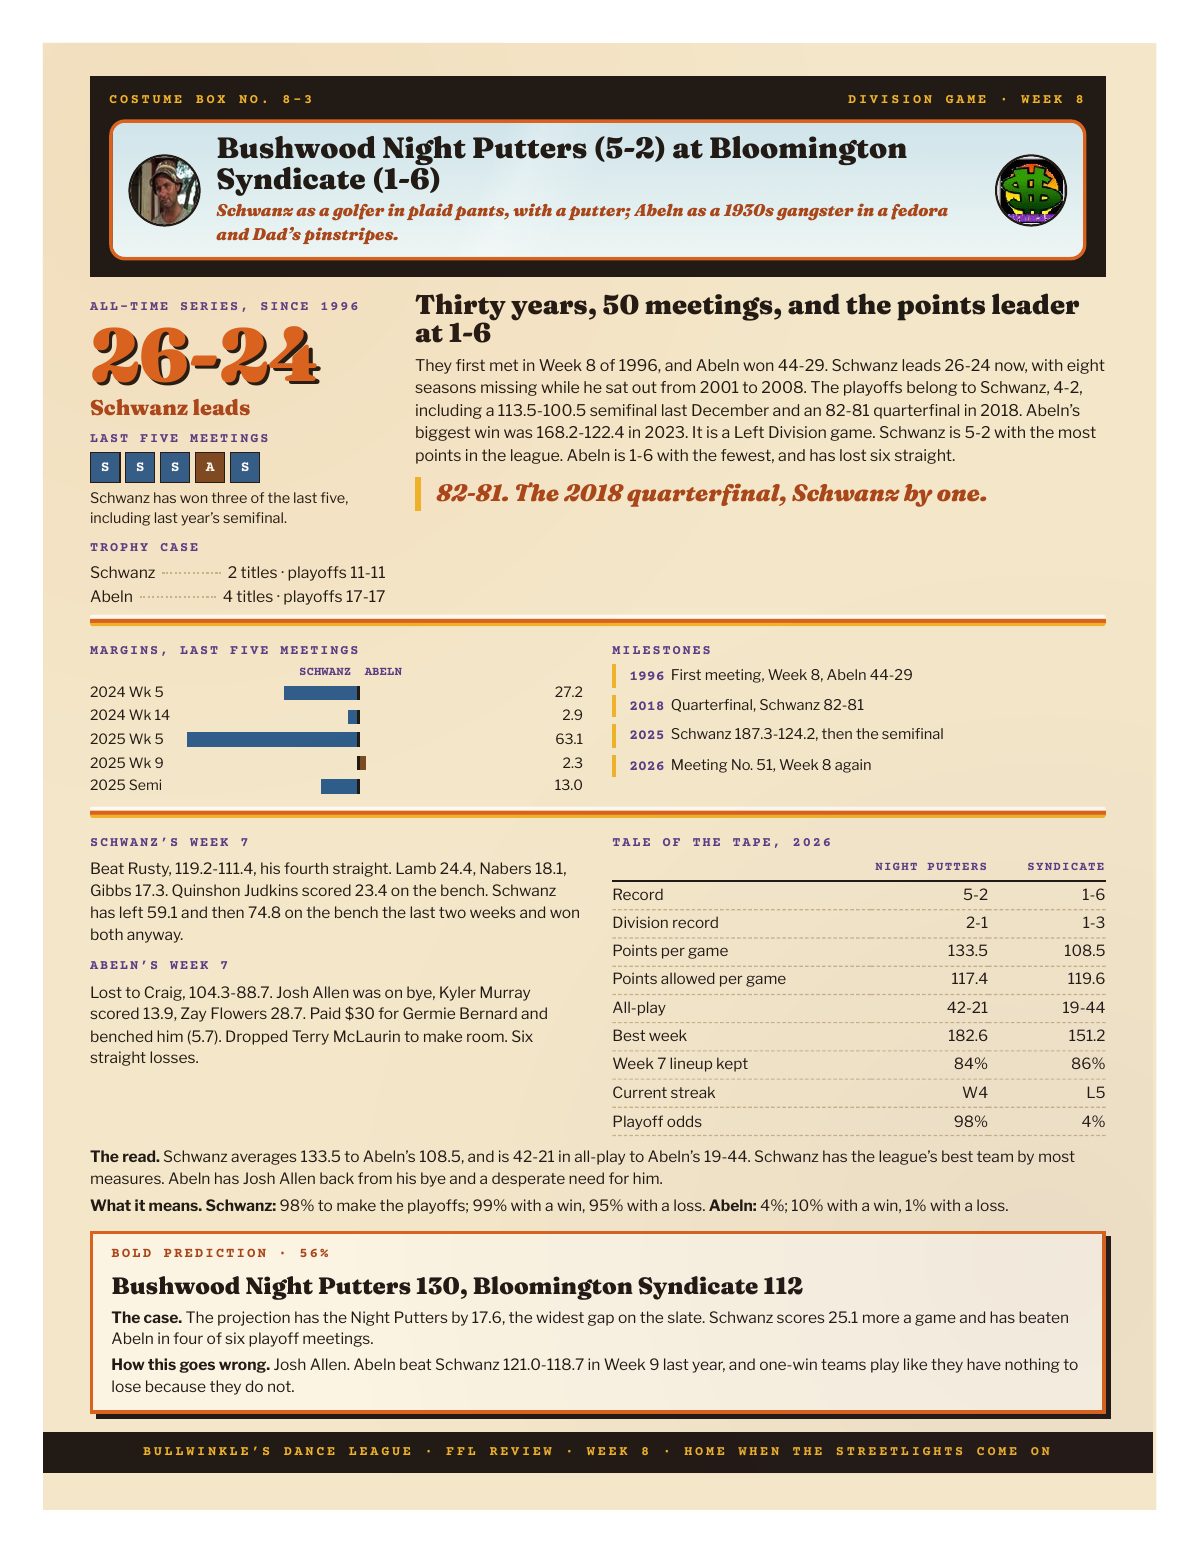 COSTUME BOX NO. 8-3
DIVISION GAME · WEEK 8
Bushwood Night Putters (5-2) at Bloomington
Syndicate (1-6)
Schwanz as a golfer in plaid pants, with a putter; Abeln as a 1930s gangster in a fedora
and Dad’s pinstripes.
ALL-TIME SERIES, SINCE 1996
26-24
Schwanz leads
LAST FIVE MEETINGS
S S S A S
Schwanz has won three of the last five,
including last year’s semifinal.
TROPHY CASE
Schwanz 2 titles · playoffs 11-11
Abeln 4 titles · playoffs 17-17
Thirty years, 50 meetings, and the points leader
at 1-6
They first met in Week 8 of 1996, and Abeln won 44-29. Schwanz leads 26-24 now, with eight
seasons missing while he sat out from 2001 to 2008. The playoffs belong to Schwanz, 4-2,
including a 113.5-100.5 semifinal last December and an 82-81 quarterfinal in 2018. Abeln’s
biggest win was 168.2-122.4 in 2023. It is a Left Division game. Schwanz is 5-2 with the most
points in the league. Abeln is 1-6 with the fewest, and has lost six straight.
82-81. The 2018 quarterfinal, Schwanz by one.
MARGINS, LAST FIVE MEETINGS
SCHWANZ ABELN
2024 Wk 5 27.2
2024 Wk 14 2.9
2025 Wk 5 63.1
2025 Wk 9 2.3
2025 Semi 13.0
MILESTONES
1996 First meeting, Week 8, Abeln 44-29
2018 Quarterfinal, Schwanz 82-81
2025 Schwanz 187.3-124.2, then the semifinal
2026 Meeting No. 51, Week 8 again
SCHWANZ’S WEEK 7
Beat Rusty, 119.2-111.4, his fourth straight. Lamb 24.4, Nabers 18.1,
Gibbs 17.3. Quinshon Judkins scored 23.4 on the bench. Schwanz
has left 59.1 and then 74.8 on the bench the last two weeks and won
both anyway.
ABELN’S WEEK 7
Lost to Craig, 104.3-88.7. Josh Allen was on bye, Kyler Murray
scored 13.9, Zay Flowers 28.7. Paid $30 for Germie Bernard and
benched him (5.7). Dropped Terry McLaurin to make room. Six
straight losses.
TALE OF THE TAPE, 2026
NIGHT PUTTERS SYNDICATE
Record 5-2 1-6
Division record 2-1 1-3
Points per game 133.5 108.5
Points allowed per game 117.4 119.6
All-play 42-21 19-44
Best week 182.6 151.2
Week 7 lineup kept 84% 86%
Current streak W4 L5
Playoff odds 98% 4%
The read. Schwanz averages 133.5 to Abeln’s 108.5, and is 42-21 in all-play to Abeln’s 19-44. Schwanz has the league’s best team by most
measures. Abeln has Josh Allen back from his bye and a desperate need for him.
What it means. Schwanz: 98% to make the playoffs; 99% with a win, 95% with a loss. Abeln: 4%; 10% with a win, 1% with a loss.
BOLD PREDICTION · 56%
Bushwood Night Putters 130, Bloomington Syndicate 112
The case. The projection has the Night Putters by 17.6, the widest gap on the slate. Schwanz scores 25.1 more a game and has beaten
Abeln in four of six playoff meetings.
How this goes wrong. Josh Allen. Abeln beat Schwanz 121.0-118.7 in Week 9 last year, and one-win teams play like they have nothing to
lose because they do not.
BULLWINKLE’S DANCE LEAGUE · FFL REVIEW · WEEK 8 · HOME WHEN THE STREETLIGHTS COME ON